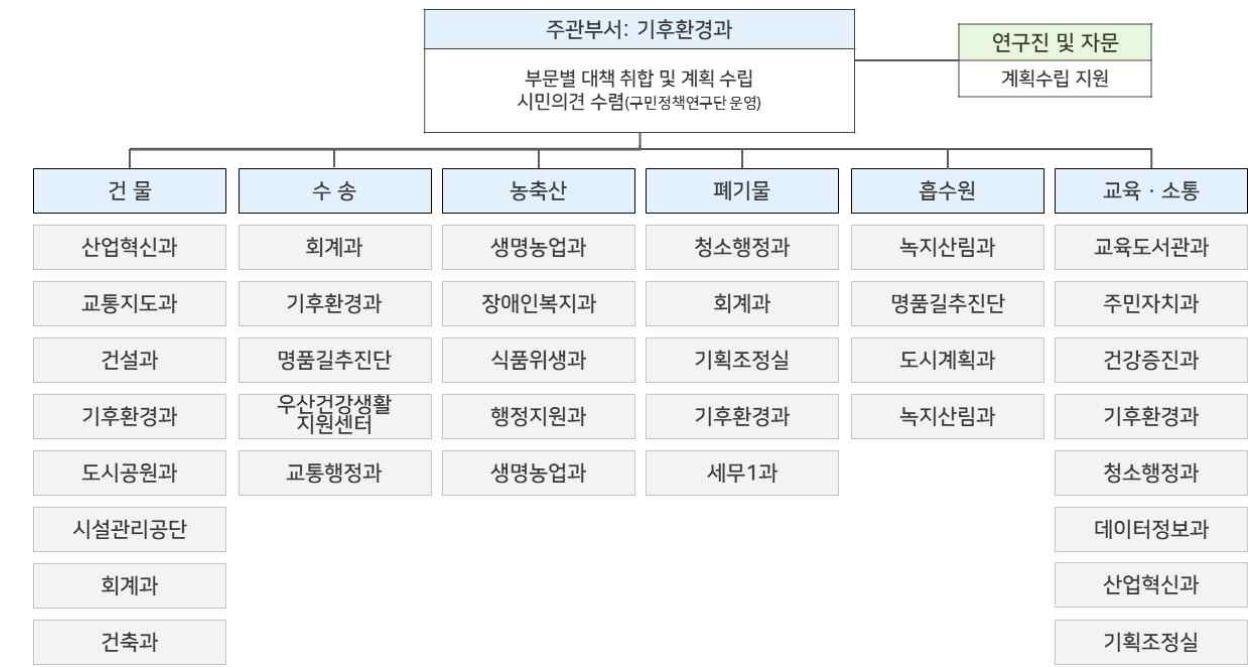 주관부서: 기후환경과
부문별 대책 취합 및 계획 수립
시민의견 수렴(구민정책연구단 운영)
연구진 및 자문
계획수립 지원
건 물
산업혁신과
교통지도과
건설과
기후환경과
도시공원과
시설관리공단
회계과
건축과
수 송
회계과
기후환경과
명품길추진단
우산건강생활
지원센터
교통행정과
농축산
생명농업과
장애인복지과
식품위생과
행정지원과
생명농업과
폐기물
청소행정과
회계과
기획조정실
기후환경과
세무1과
흡수원
녹지산림과
명품길추진단
도시계획과
녹지산림과
교육 · 소통
교육도서관과
주민자치과
건강증진과
기후환경과
청소행정과
데이터정보과
산업혁신과
기획조정실